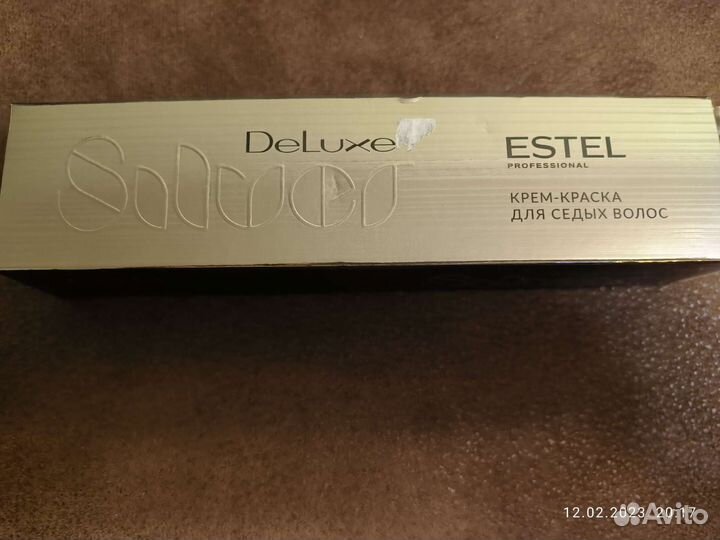 DeLuxe
Silver
ESTEL
PROFESSIONAL
КРЕМ-КРАСКА
ДЛЯ СЕДЫХ ВОЛОС
12.02.2023 20:17
Avito